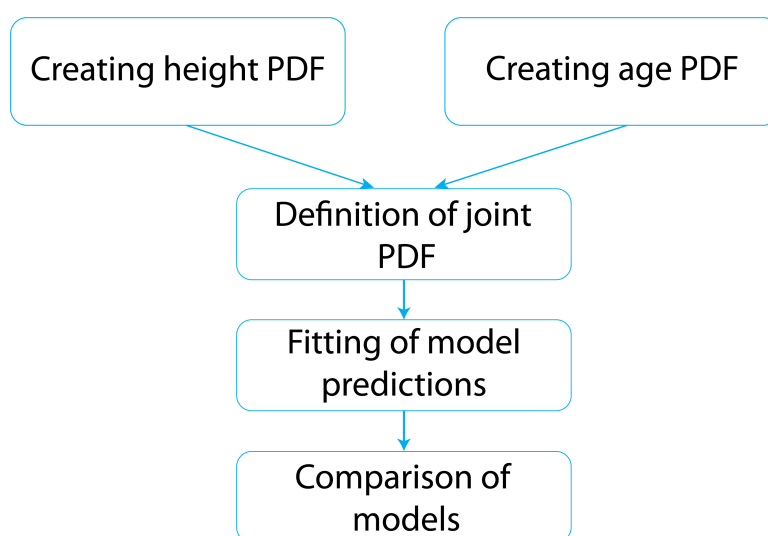 Creating height PDF
Creating age PDF
Definition of joint
PDF
Fitting of model
predictions
Comparison of
models